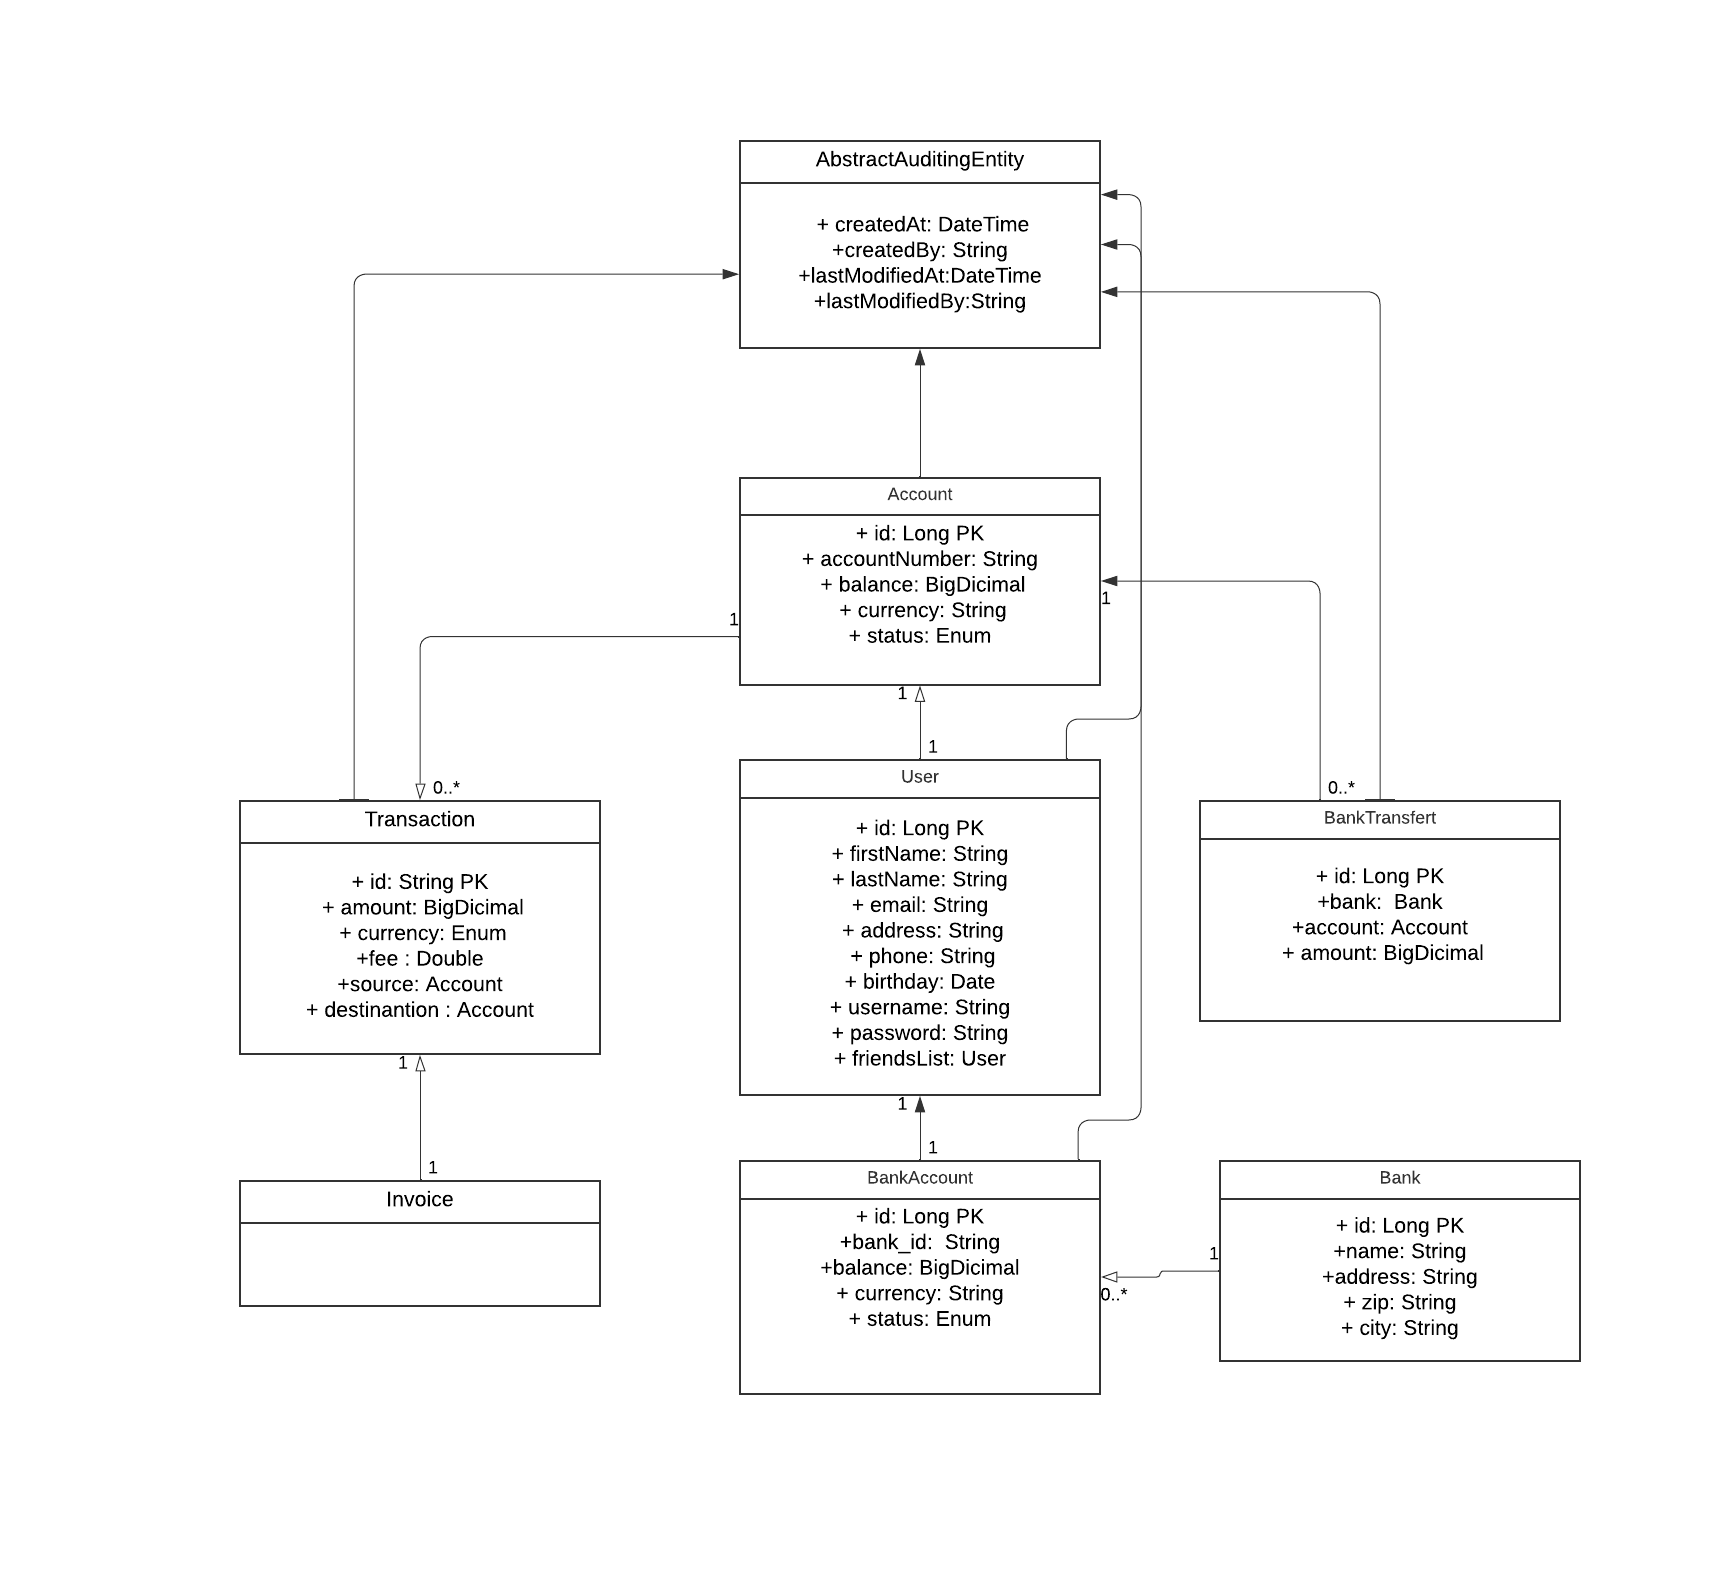 AbstractAuditingEntity
+ createdAt: DateTime
+createdBy: String
+lastModifiedAt:DateTime
+lastModifiedBy:String
Account
+ id: Long PK
+ accountNumber: String
+ balance: BigDicimal
+ currency: String
+ status: Enum
1
1
1
1
0..*
0..*
User
+ id: Long PK
+ firstName: String
+ lastName: String
+ email: String
+ address: String
+ phone: String
+ birthday: Date
+ username: String
+ password: String
+ friendsList: User
Transaction
+ id: String PK
+ amount: BigDicimal
+ currency: Enum
+fee : Double
+source: Account
+ destinantion : Account
BankTransfert
+ id: Long PK
+bank:  Bank
+account: Account
+ amount: BigDicimal
1
1
1
1
Invoice
BankAccount
+ id: Long PK
+bank_id:  String
+balance: BigDicimal
+ currency: String
+ status: Enum
1
0..*
Bank
+ id: Long PK
+name: String
+address: String
+ zip: String
+ city: String